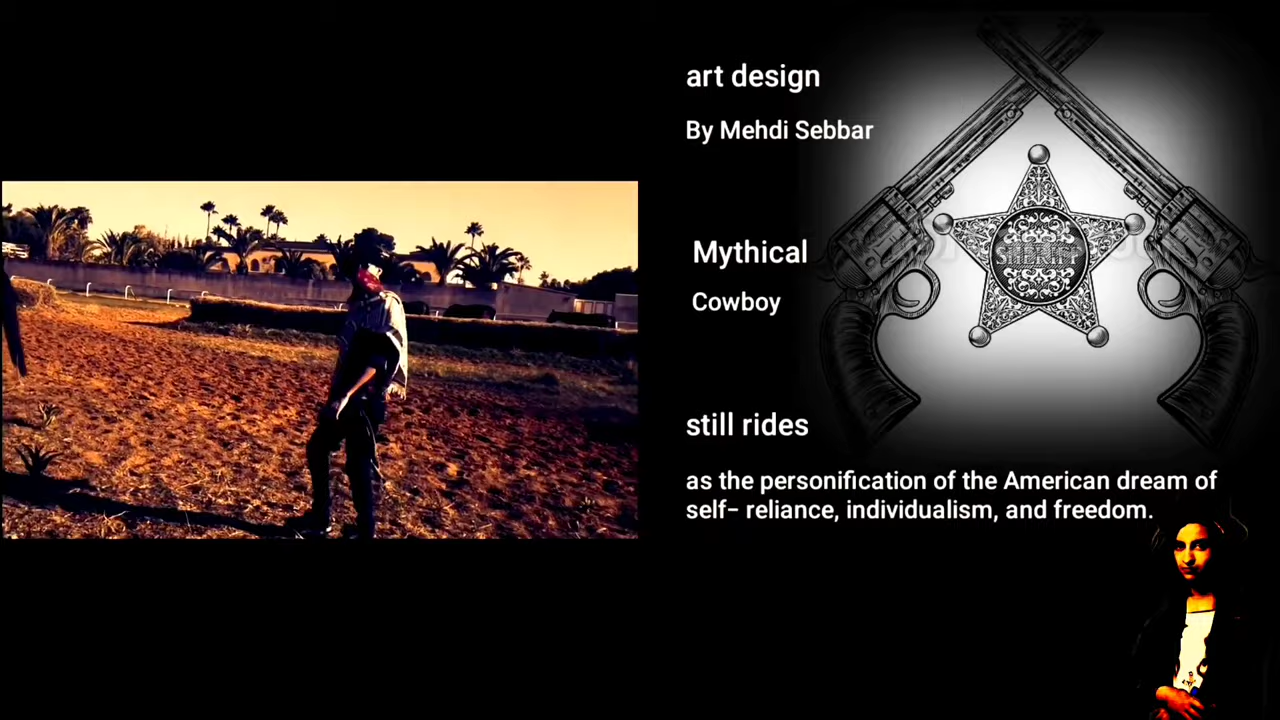 art design
By Mehdi Sebbar
SHERIFF
Mythical
Cowboy
still rides
as the personification of the American dream of
self- reliance, individualism, and freedom.